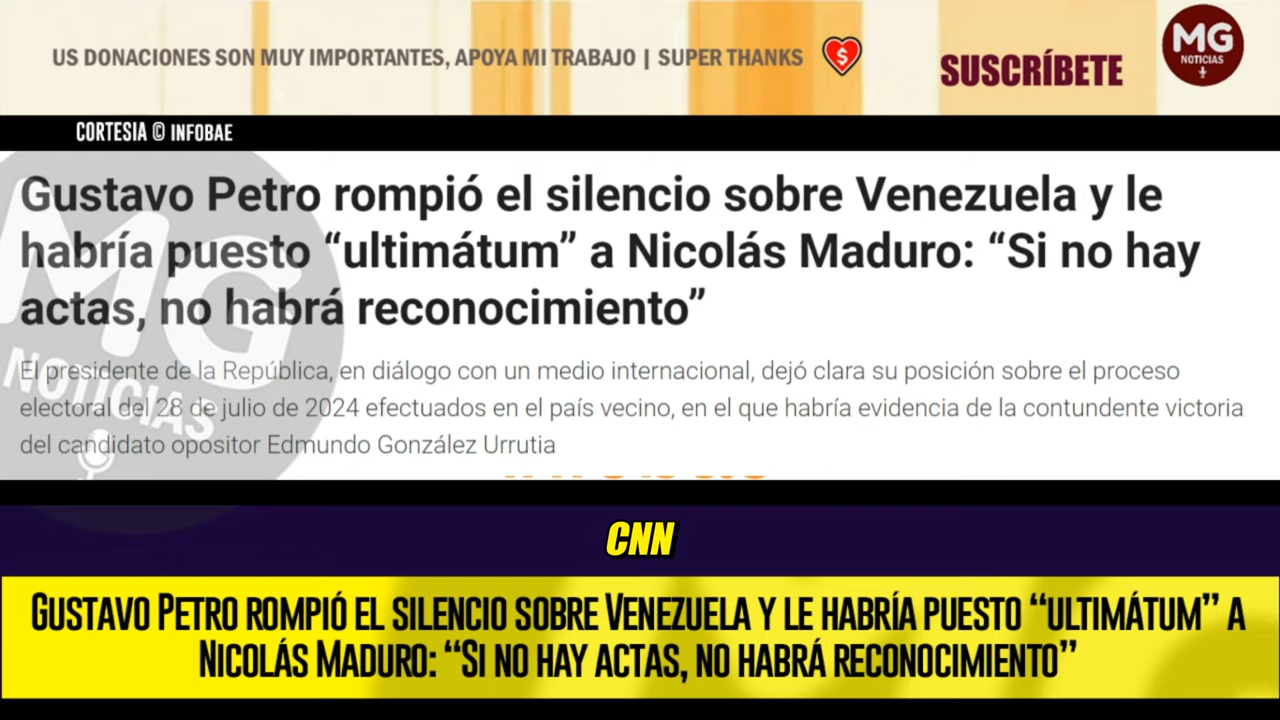 US DONACIONES SON MUY IMPORTANTES, APOYA MI TRABAJO | SUPER THANKS
$
SUSCRÍBETE
MG
NOTICIAS
CORTESIA © INFOBAE
Gustavo Petro rompió el silencio sobre Venezuela y le
habría puesto “ultimátum” a Nicolás Maduro: “Si no hay
actas, no habrá reconocimiento”
El presidente de la República, en diálogo con un medio internacional, dejó clara su posición sobre el proceso
electoral del 28 de julio de 2024 efectuados en el país vecino, en el que habría evidencia de la contundente victoria
del candidato opositor Edmundo González Urrutia
MG
NOTICIAS
CNN
GUSTAVO PETRO ROMPIÓ EL SILENCIO SOBRE VENEZUELA Y LE HABRÍA PUESTO “ULTIMÁTUM” A
NICOLÁS MADURO: “SI NO HAY ACTAS, NO HABRÁ RECONOCIMIENTO”